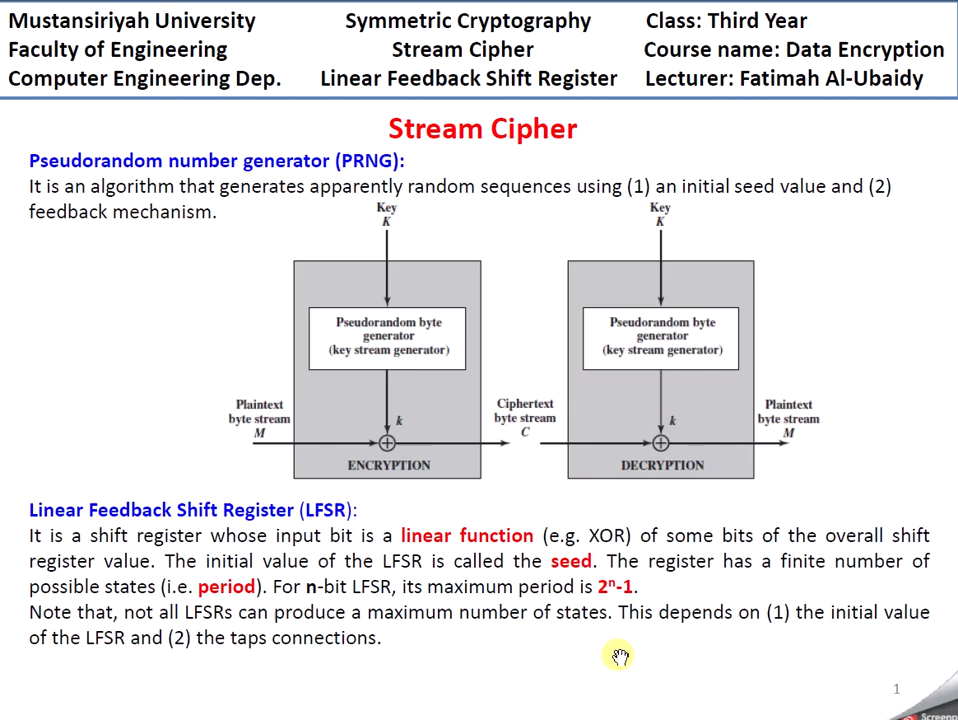 Mustansiriyah University
Faculty of Engineering
Computer Engineering Dep.
Symmetric Cryptography
Stream Cipher
Linear Feedback Shift Register
Class: Third Year
Course name: Data Encryption
Lecturer: Fatimah Al-Ubaidy
Stream Cipher
Pseudorandom number generator (PRNG):
It is an algorithm that generates apparently random sequences using (1) an initial seed value and (2)
feedback mechanism.
Key
K
Pseudorandom byte
generator
(key stream generator)
Plaintext
byte stream
M
k
ENCRYPTION
Ciphertext
byte stream
C
Key
K
Pseudorandom byte
generator
(key stream generator)
k
DECRYPTION
Plaintext
byte stream
M
Linear Feedback Shift Register (LFSR):
It is a shift register whose input bit is a linear function (e.g. XOR) of some bits of the overall shift
register value. The initial value of the LFSR is called the seed. The register has a finite number of
possible states (i.e. period). For n-bit LFSR, its maximum period is 2ⁿ-1.
Note that, not all LFSRs can produce a maximum number of states. This depends on (1) the initial value
of the LFSR and (2) the taps connections.
1